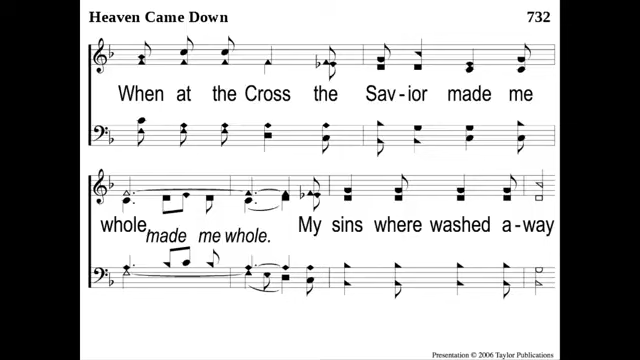 Heaven Came Down 732
When at the Cross the Sav-ior made me
whole, made me whole. My sins where washed a-way
Presentation © 2006 Taylor Publications